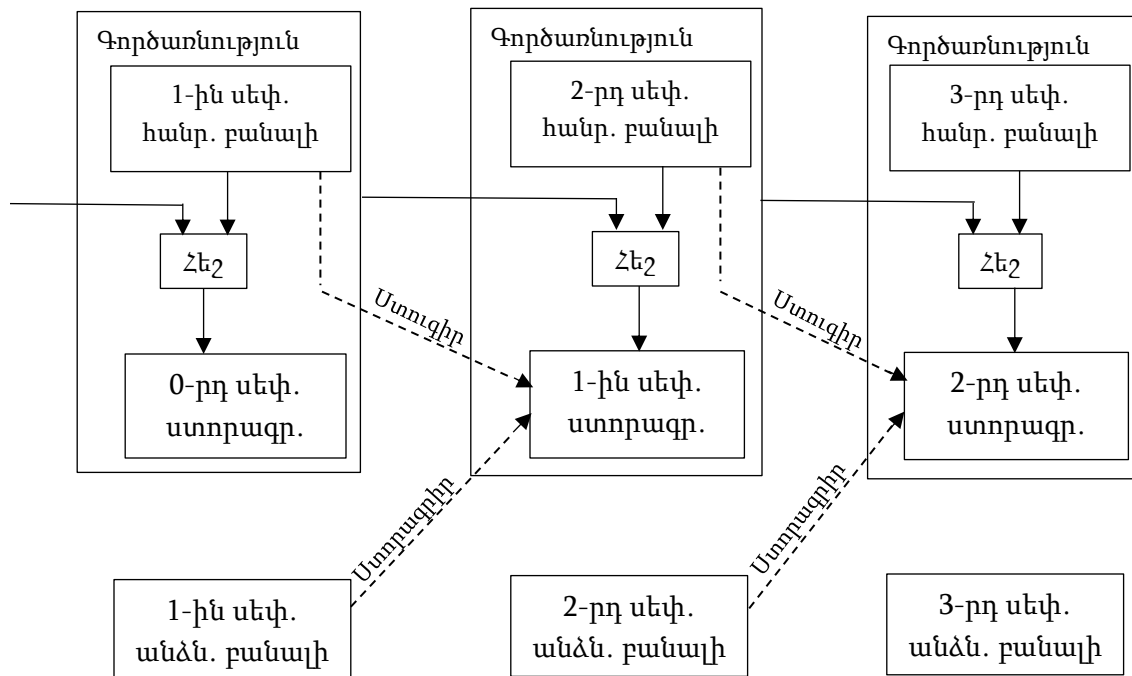 Գործառնություն
1-ին սեփ.
հանր. բանալի
Հեշ
0-րդ սեփ.
ստորագր.
Գործառնություն
2-րդ սեփ.
հանր. բանալի
Հեշ
1-ին սեփ.
ստորագր.
Գործառնություն
3-րդ սեփ.
հանր. բանալի
Հեշ
2-րդ սեփ.
ստորագր.
Ստուգիր
Ստուգիր
Ստորագրիր
Ստորագրիր
1-ին սեփ.
անձն. բանալի
2-րդ սեփ.
անձն. բանալի
3-րդ սեփ.
անձն. բանալի